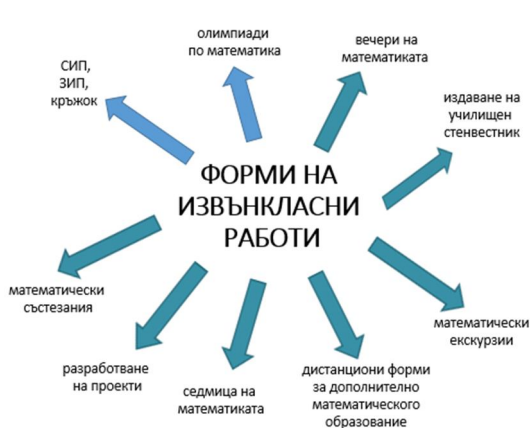 олимпиади
по математика
вечери на
математиката
СИП,
ЗИП,
кръжок
издаване на
училищен
стенвестник
ФОРМИ НА
ИЗВЪНКЛАСНИ
РАБОТИ
математически
състезания
математически
екскурзии
разработване
на проекти
седмица на
математиката
дистанциони форми
за дополнително
математического
образование